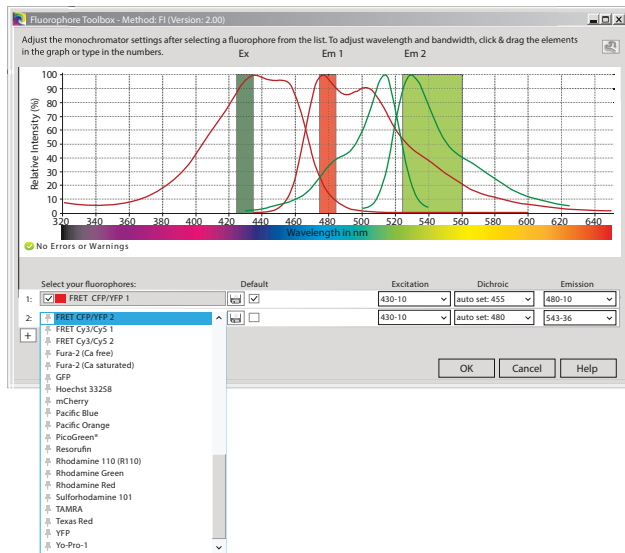 Fluorophore Toolbox - Method: FI (Version: 2.00)
Adjust the monochromator settings after selecting a fluorophore from the list. To adjust wavelength and bandwidth, click & drag the elements
in the graph or type in the numbers.
Ex Em 1 Em 2
Relative Intensity (%)
100
90
80
70
60
50
40
30
20
10
0
320 340 360 380 400 420 440 460 480 500 520 540 560 580 600 620 640
Wavelength in nm
No Errors or Warnings
Select your fluorophores: Default Excitation Dichroic Emission
1: FRET CFP/YFP 1 430-10 auto set: 455 480-10
2: FRET CFP/YFP 2 430-10 auto set: 480 543-36
+ FRET Cy3/Cy5 1
FRET Cy3/Cy5 2
Fura-2 (Ca free)
Fura-2 (Ca saturated)
GFP
Hoechst 33258
mCherry
Pacific Blue
Pacific Orange
PicoGreen*
Resorufin
Rhodamine 110 (R110)
Rhodamine Green
Rhodamine Red
Sulforhodamine 101
TAMRA
Texas Red
YFP
Yo-Pro-1
OK Cancel Help